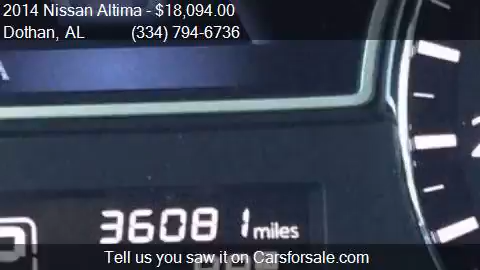 2014 Nissan Altima - $18,094.00
Dothan, AL (334) 794-6736
36081 miles
Tell us you saw it on Carsforsale.com